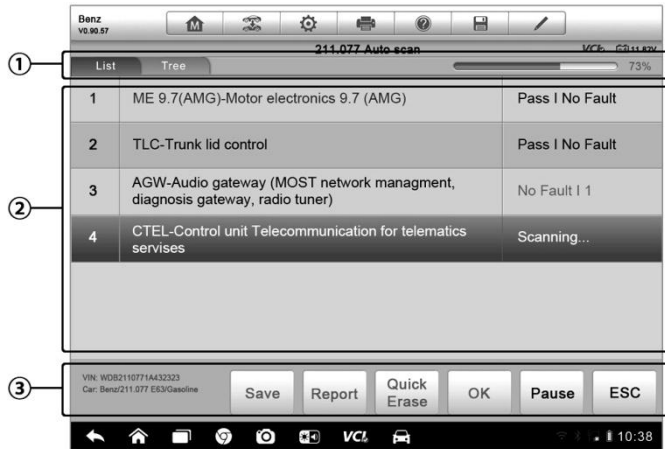 Benz
V0.90.57
M
?
211.077 Auto scan
VCI 11.82V
①
List Tree 73%
1 ME 9.7(AMG)-Motor electronics 9.7 (AMG) Pass I No Fault
2 TLC-Trunk lid control Pass I No Fault
②
3 AGW-Audio gateway (MOST network managment,
diagnosis gateway, radio tuner) No Fault I 1
4 CTEL-Control unit Telecommunication for telematics
servises Scanning...
③
VIN: WDB2110771A432323
Car: Benz/211.077 E63/Gasoline
Save Report Quick
Erase OK Pause ESC
VCI 10:38